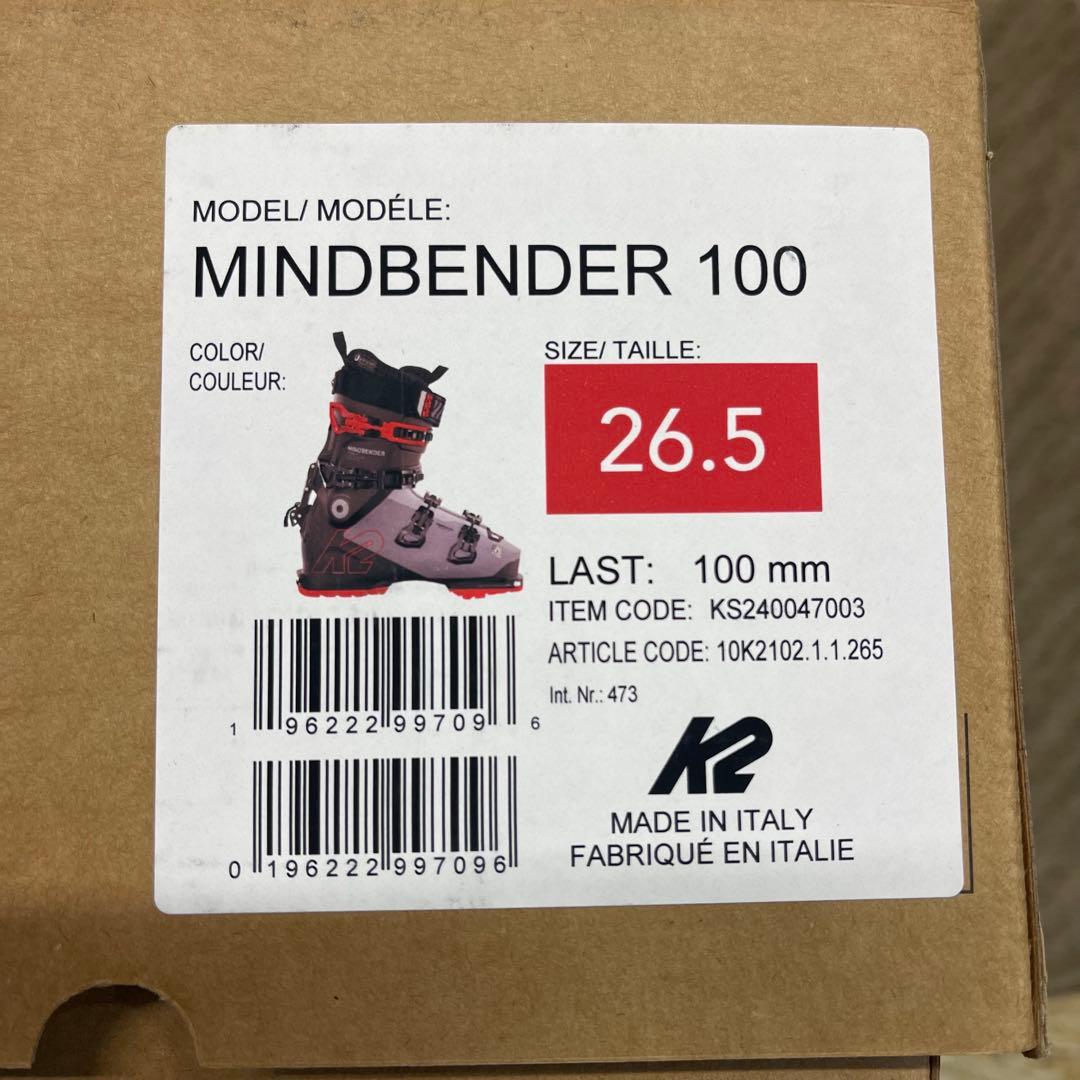 MODEL/ MODÉLE:
MINDBENDER 100
COLOR/
COULEUR:
SIZE/ TAILLE:
26.5
MINDBENDER
K2
LAST: 100 mm
ITEM CODE: KS240047003
ARTICLE CODE: 10K2102.1.1.265
Int. Nr.: 473
1 96222 99709 6
0 196222 997096
K2
MADE IN ITALY
FABRIQUÉ EN ITALIE